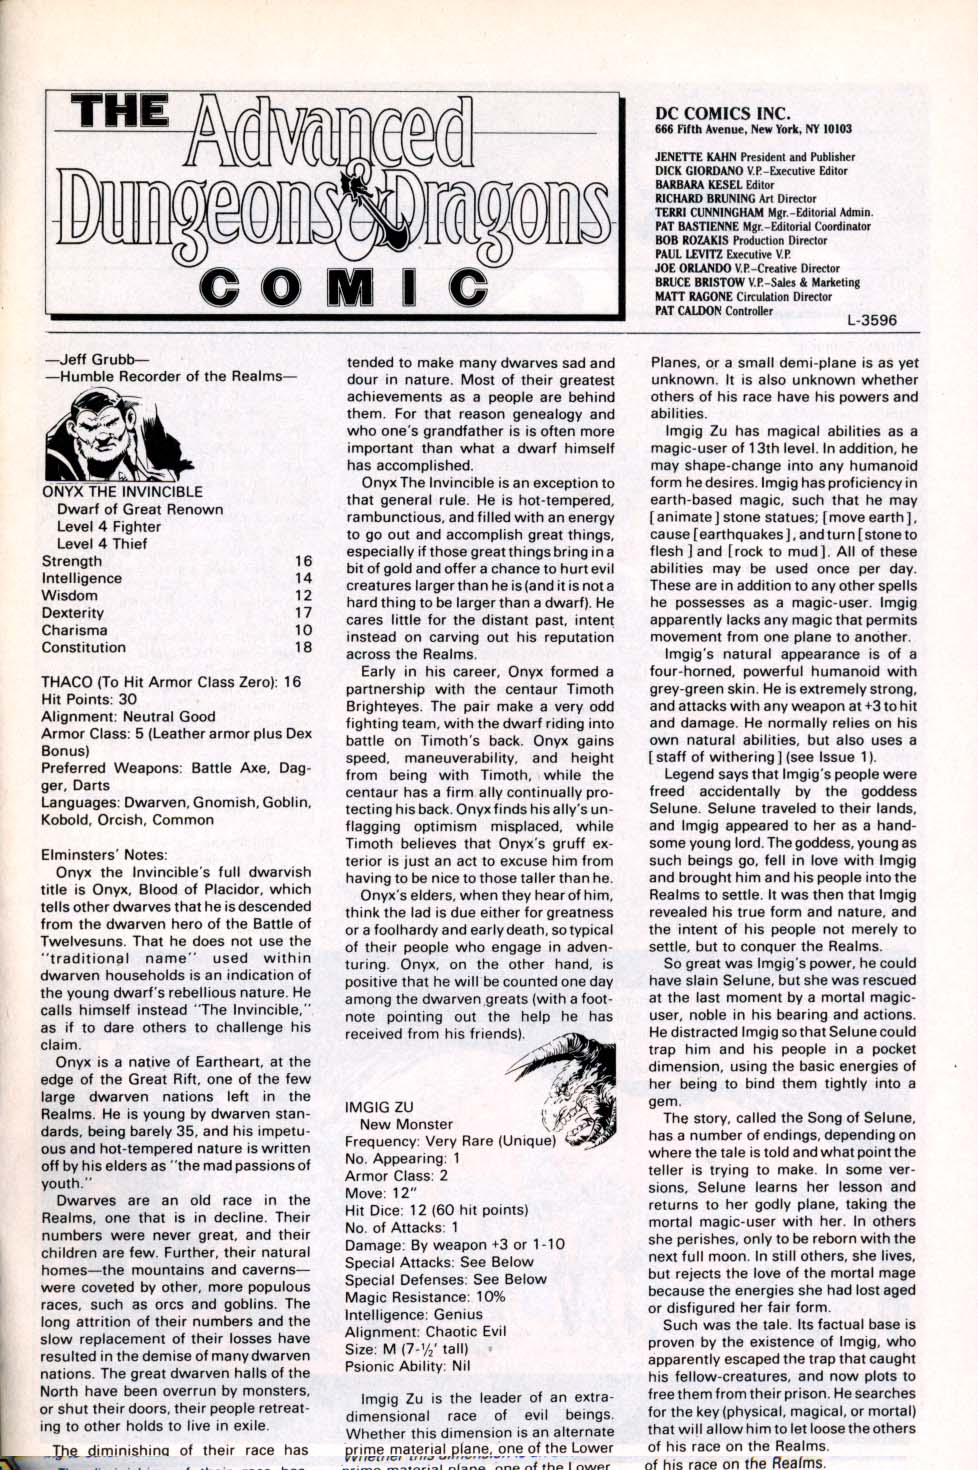 THE Advanced
Dungeons & Dragons
COMIC
DC COMICS INC.
666 Fifth Avenue, New York, NY 10103
JENETTE KAHN President and Publisher
DICK GIORDANO V.P.–Executive Editor
BARBARA KESEL Editor
RICHARD BRUNING Art Director
TERRI CUNNINGHAM Mgr.–Editorial Admin.
PAT BASTIENNE Mgr.–Editorial Coordinator
BOB ROZAKIS Production Director
PAUL LEVITZ Executive V.P.
JOE ORLANDO V.P.–Creative Director
BRUCE BRISTOW V.P.–Sales & Marketing
MATT RAGONE Circulation Director
PAT CALDON Controller
L-3596
—Jeff Grubb—
—Humble Recorder of the Realms—
ONYX THE INVINCIBLE
Dwarf of Great Renown
Level 4 Fighter
Level 4 Thief
Strength 16
Intelligence 14
Wisdom 12
Dexterity 17
Charisma 10
Constitution 18
THACO (To Hit Armor Class Zero): 16
Hit Points: 30
Alignment: Neutral Good
Armor Class: 5 (Leather armor plus Dex
Bonus)
Preferred Weapons: Battle Axe, Dag-
ger, Darts
Languages: Dwarven, Gnomish, Goblin,
Kobold, Orcish, Common
Elminsters' Notes:
Onyx the Invincible's full dwarvish
title is Onyx, Blood of Placidor, which
tells other dwarves that he is descended
from the dwarven hero of the Battle of
Twelvesuns. That he does not use the
"traditional name" used within
dwarven households is an indication of
the young dwarf's rebellious nature. He
calls himself instead "The Invincible,"
as if to dare others to challenge his
claim.
Onyx is a native of Eartheart, at the
edge of the Great Rift, one of the few
large dwarven nations left in the
Realms. He is young by dwarven stan-
dards, being barely 35, and his impetu-
ous and hot-tempered nature is written
off by his elders as "the mad passions of
youth."
Dwarves are an old race in the
Realms, one that is in decline. Their
numbers were never great, and their
children are few. Further, their natural
homes—the mountains and caverns—
were coveted by other, more populous
races, such as orcs and goblins. The
long attrition of their numbers and the
slow replacement of their losses have
resulted in the demise of many dwarven
nations. The great dwarven halls of the
North have been overrun by monsters,
or shut their doors, their people retreat-
ing to other holds to live in exile.
The diminishing of their race has
tended to make many dwarves sad and
dour in nature. Most of their greatest
achievements as a people are behind
them. For that reason genealogy and
who one's grandfather is is often more
important than what a dwarf himself
has accomplished.
Onyx The Invincible is an exception to
that general rule. He is hot-tempered,
rambunctious, and filled with an energy
to go out and accomplish great things,
especially if those great things bring in a
bit of gold and offer a chance to hurt evil
creatures larger than he is (and it is not a
hard thing to be larger than a dwarf). He
cares little for the distant past, intent
instead on carving out his reputation
across the Realms.
Early in his career, Onyx formed a
partnership with the centaur Timoth
Brighteyes. The pair make a very odd
fighting team, with the dwarf riding into
battle on Timoth's back. Onyx gains
speed, maneuverability, and height
from being with Timoth, while the
centaur has a firm ally continually pro-
tecting his back. Onyx finds his ally's un-
flagging optimism misplaced, while
Timoth believes that Onyx's gruff ex-
terior is just an act to excuse him from
having to be nice to those taller than he.
Onyx's elders, when they hear of him,
think the lad is due either for greatness
or a foolhardy and early death, so typical
of their people who engage in adven-
turing. Onyx, on the other hand, is
positive that he will be counted one day
among the dwarven greats (with a foot-
note pointing out the help he has
received from his friends).
IMGIG ZU
New Monster
Frequency: Very Rare (Unique)
No. Appearing: 1
Armor Class: 2
Move: 12"
Hit Dice: 12 (60 hit points)
No. of Attacks: 1
Damage: By weapon +3 or 1-10
Special Attacks: See Below
Special Defenses: See Below
Magic Resistance: 10%
Intelligence: Genius
Alignment: Chaotic Evil
Size: M (7-½' tall)
Psionic Ability: Nil
Imgig Zu is the leader of an extra-
dimensional race of evil beings.
Whether this dimension is an alternate
prime material plane, one of the Lower
Whether this dimension is an alternate
prime material plane, one of the Lower
Planes, or a small demi-plane is as yet
unknown. It is also unknown whether
others of his race have his powers and
abilities.
Imgig Zu has magical abilities as a
magic-user of 13th level. In addition, he
may shape-change into any humanoid
form he desires. Imgig has proficiency in
earth-based magic, such that he may
[animate] stone statues; [move earth],
cause [earthquakes], and turn [stone to
flesh ] and [rock to mud]. All of these
abilities may be used once per day.
These are in addition to any other spells
he possesses as a magic-user. Imgig
apparently lacks any magic that permits
movement from one plane to another.
Imgig's natural appearance is of a
four-horned, powerful humanoid with
grey-green skin. He is extremely strong,
and attacks with any weapon at +3 to hit
and damage. He normally relies on his
own natural abilities, but also uses a
[staff of withering] (see Issue 1).
Legend says that Imgig's people were
freed accidentally by the goddess
Selune. Selune traveled to their lands,
and Imgig appeared to her as a hand-
some young lord. The goddess, young as
such beings go, fell in love with Imgig
and brought him and his people into the
Realms to settle. It was then that Imgig
revealed his true form and nature, and
the intent of his people not merely to
settle, but to conquer the Realms.
So great was Imgig's power, he could
have slain Selune, but she was rescued
at the last moment by a mortal magic-
user, noble in his bearing and actions.
He distracted Imgig so that Selune could
trap him and his people in a pocket
dimension, using the basic energies of
her being to bind them tightly into a
gem.
The story, called the Song of Selune,
has a number of endings, depending on
where the tale is told and what point the
teller is trying to make. In some ver-
sions, Selune learns her lesson and
returns to her godly plane, taking the
mortal magic-user with her. In others
she perishes, only to be reborn with the
next full moon. In still others, she lives,
but rejects the love of the mortal mage
because the energies she had lost aged
or disfigured her fair form.
Such was the tale. Its factual base is
proven by the existence of Imgig, who
apparently escaped the trap that caught
his fellow-creatures, and now plots to
free them from their prison. He searches
for the key (physical, magical, or mortal)
that will allow him to let loose the others
of his race on the Realms.
of his race on the Realms.